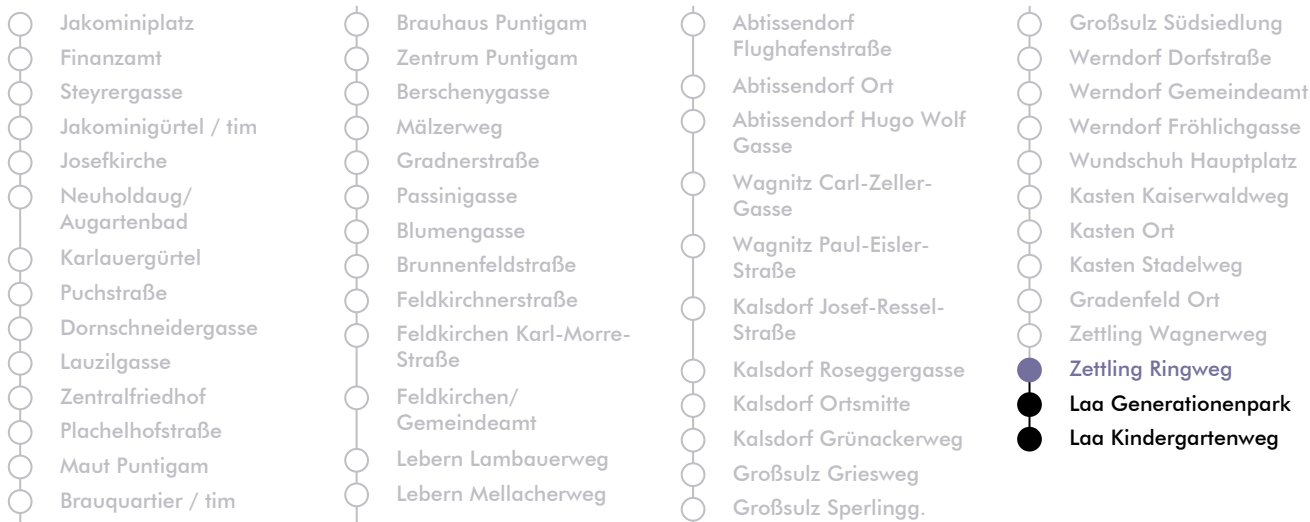 Jakominiplatz
Finanzamt
Steyrergasse
Jakominigürtel / tim
Josefkirche
Neuholdaug/
Augartenbad
Karlauergürtel
Puchstraße
Dornschneidergasse
Lauzilgasse
Zentralfriedhof
Plachelhofstraße
Maut Puntigam
Brauquartier / tim
Brauhaus Puntigam
Zentrum Puntigam
Berschenygasse
Mälzerweg
Gradnerstraße
Passinigasse
Blumengasse
Brunnenfeldstraße
Feldkirchnerstraße
Feldkirchen Karl-Morre-
Straße
Feldkirchen/
Gemeindeamt
Lebern Lambauerweg
Lebern Mellacherweg
Abtissendorf
Flughafenstraße
Abtissendorf Ort
Abtissendorf Hugo Wolf
Gasse
Wagnitz Carl-Zeller-
Gasse
Wagnitz Paul-Eisler-
Straße
Kalsdorf Josef-Ressel-
Straße
Kalsdorf Roseggergasse
Kalsdorf Ortsmitte
Kalsdorf Grünackerweg
Großsulz Griesweg
Großsulz Sperlingg.
Großsulz Südsiedlung
Werndorf Dorfstraße
Werndorf Gemeindeamt
Werndorf Fröhlichgasse
Wundschuh Hauptplatz
Kasten Kaiserwaldweg
Kasten Ort
Kasten Stadelweg
Gradenfeld Ort
Zettling Wagnerweg
Zettling Ringweg
Laa Generationenpark
Laa Kindergartenweg